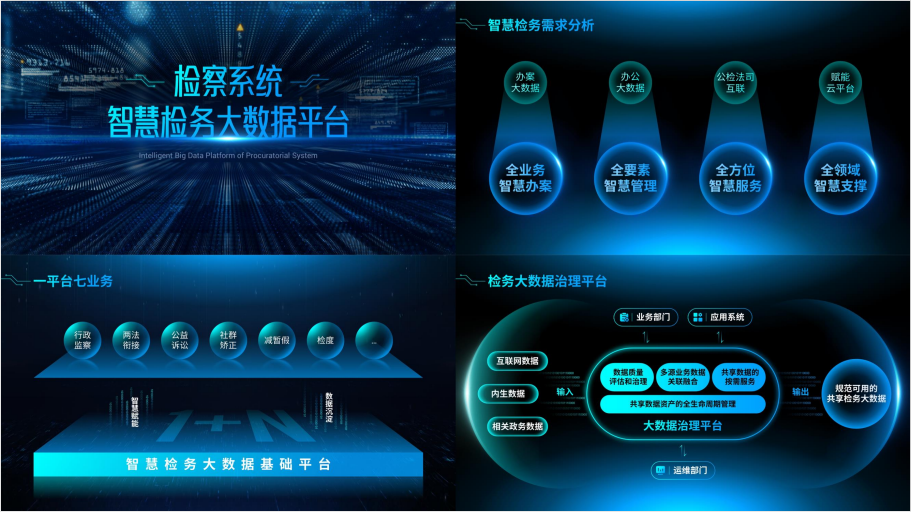 检察系统
智慧检务大数据平台
Intelligent Big Data Platform of Procuratorial System
智慧检务需求分析
办案
大数据
办公
大数据
公检法司
互联
赋能
云平台
全业务
智慧办案
全要素
智慧管理
全方位
智慧服务
全领域
智慧支撑
一平台七业务
行政
监察
两法
衔接
公益
诉讼
社群
矫正
减暂假
检度
...
智慧赋能
数据沉淀
1+N
智慧检务大数据基础平台
检务大数据治理平台
业务部门
应用系统
互联网数据
内生数据
相关政务数据
输入
数据质量
评估和治理
多源业务数据
关联融合
共享数据的
按需服务
共享数据资产的全生命周期管理
大数据治理平台
输出
规范可用的
共享检务大数据
运维部门